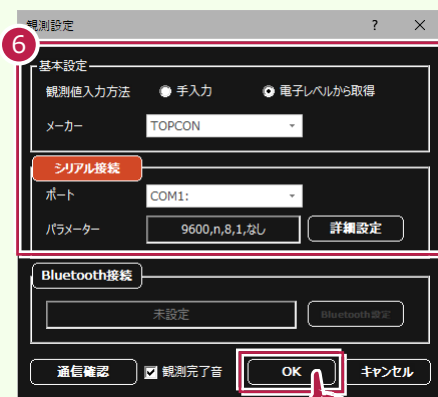 観測設定 ? ×
6
基本設定
観測値入力方法 手入力 電子レベルから取得
メーカー TOPCON
シリアル接続
ポート COM1:
パラメーター 9600,n,8,1,なし 詳細設定
Bluetooth接続
未設定 Bluetooth設定
通信確認 観測完了音 OK キャンセル